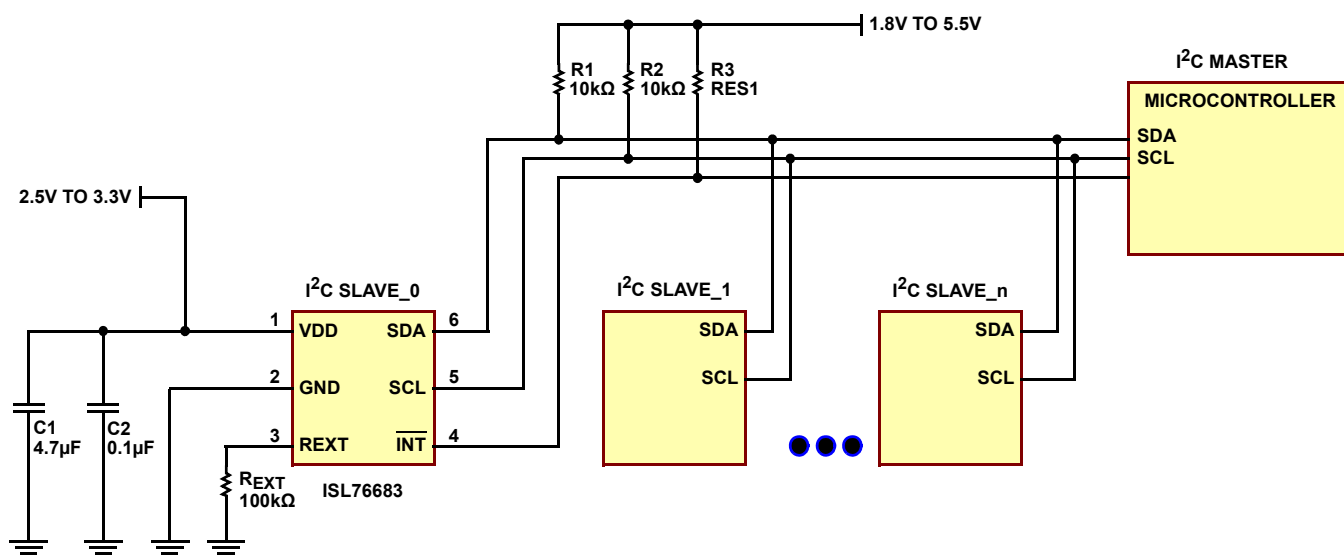 1.8V TO 5.5V
R1
10kΩ
R2
10kΩ
R3
RES1
I²C MASTER
MICROCONTROLLER
SDA
SCL
2.5V TO 3.3V
I²C SLAVE_0
1
VDD
SDA
6
2
GND
SCL
5
3
REXT
INT
4
C1
4.7µF
C2
0.1µF
REXT
100kΩ
ISL76683
I²C SLAVE_1
SDA
SCL
I²C SLAVE_n
SDA
SCL